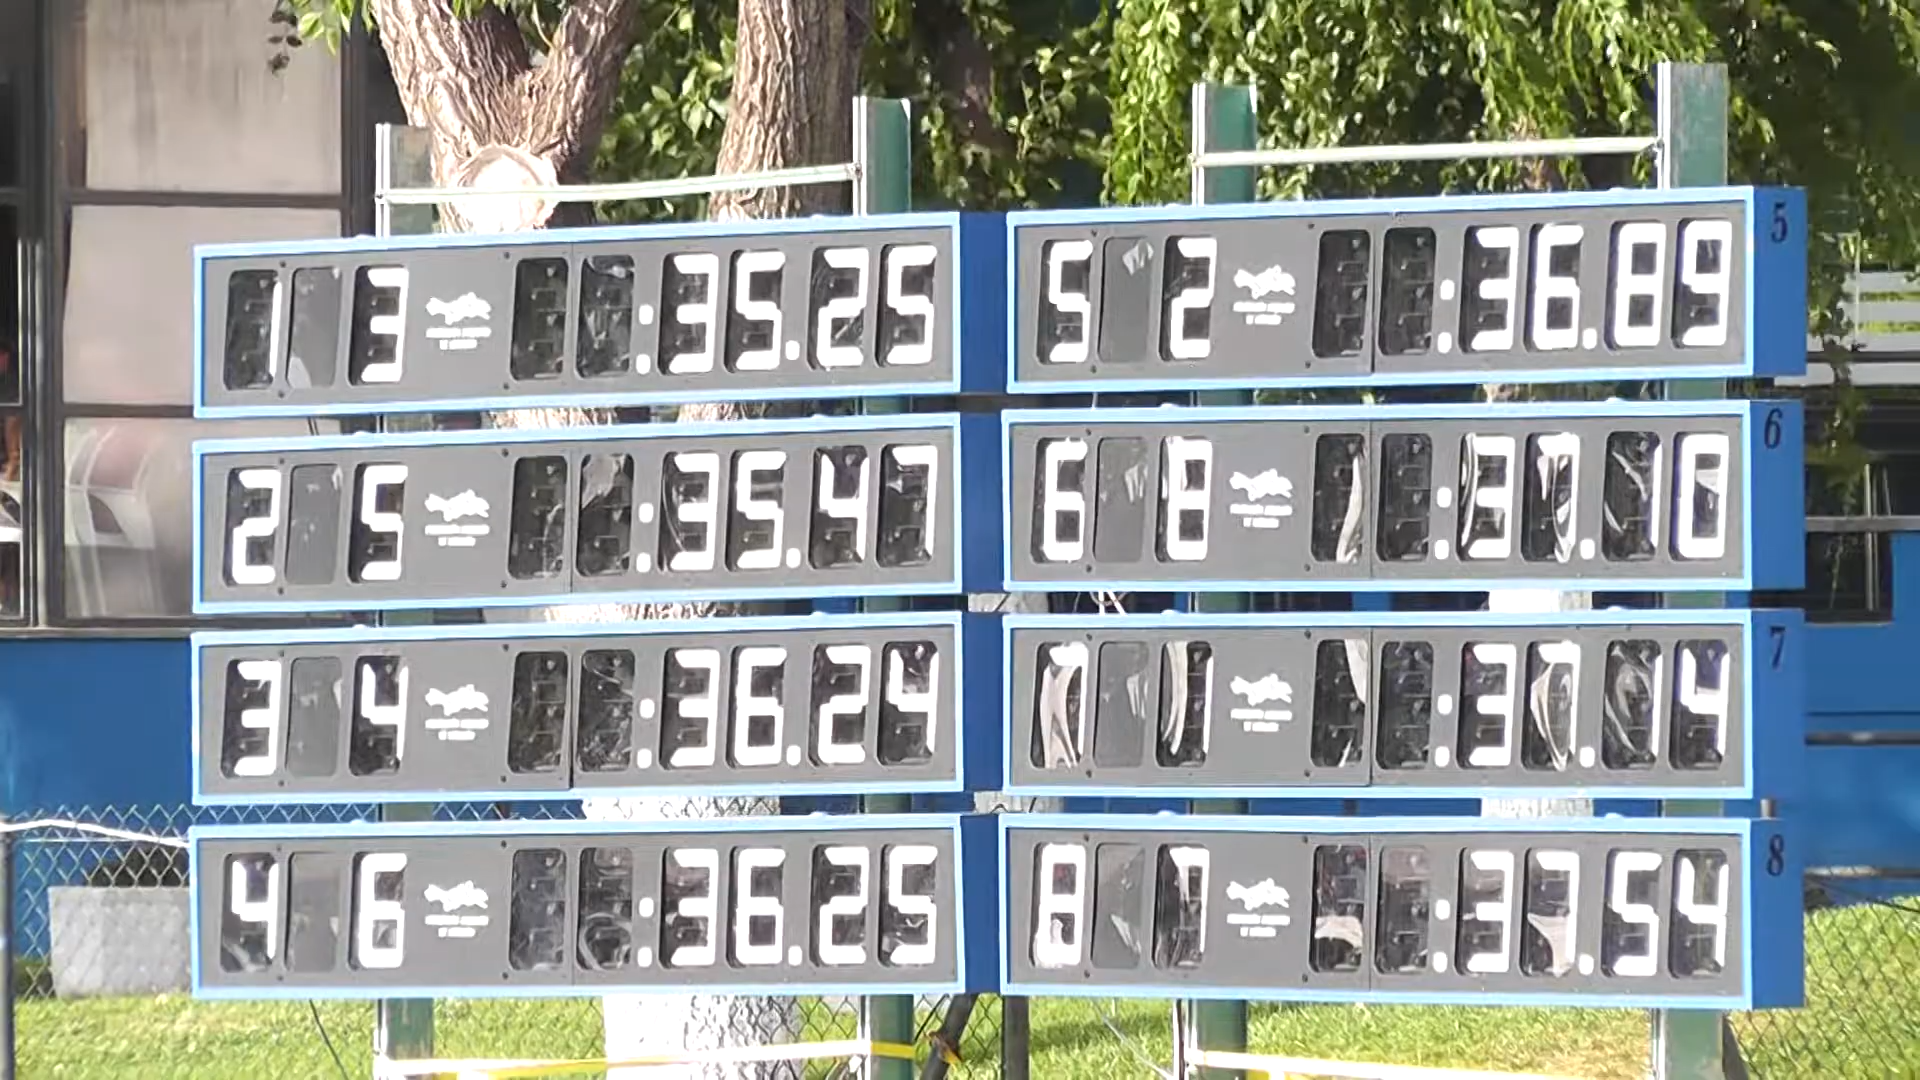 1 3 :35.25
2 5 :35.47
3 4 :36.24
4 6 :36.25
5 2 :36.89 5
6 8 :37.10 6
7 1 :37.14 7
8 7 :37.54 8